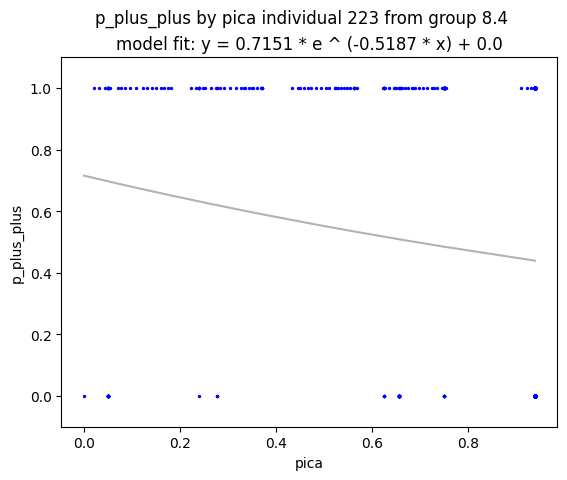 p_plus_plus by pica individual 223 from group 8.4
model fit: y = 0.7151 * e ^ (-0.5187 * x) + 0.0
1.0
0.8
0.6
0.4
0.2
0.0
p_plus_plus
0.0 0.2 0.4 0.6 0.8
pica